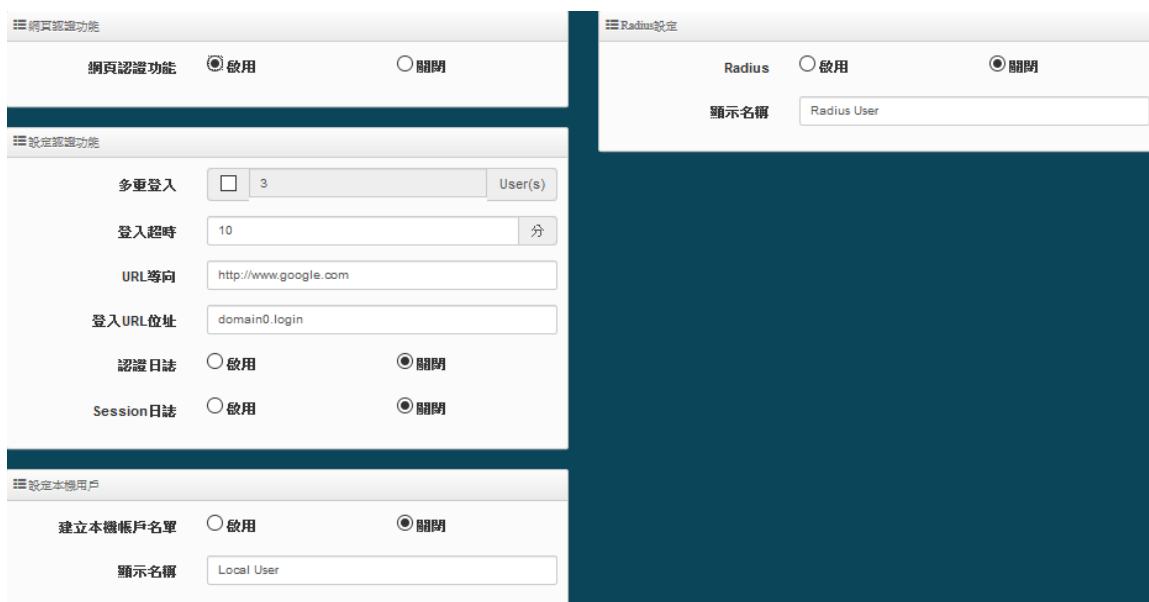 網頁認證功能
網頁認證功能 啟用 關閉
設定認證功能
多重登入 3 User(s)
登入超時 10 分
URL導向 http://www.google.com
登入URL位址 domain0.login
認證日誌 啟用 關閉
Session日誌 啟用 關閉
設定本機用戶
建立本機帳戶名單 啟用 關閉
顯示名稱 Local User
Radius設定
Radius 啟用 關閉
顯示名稱 Radius User